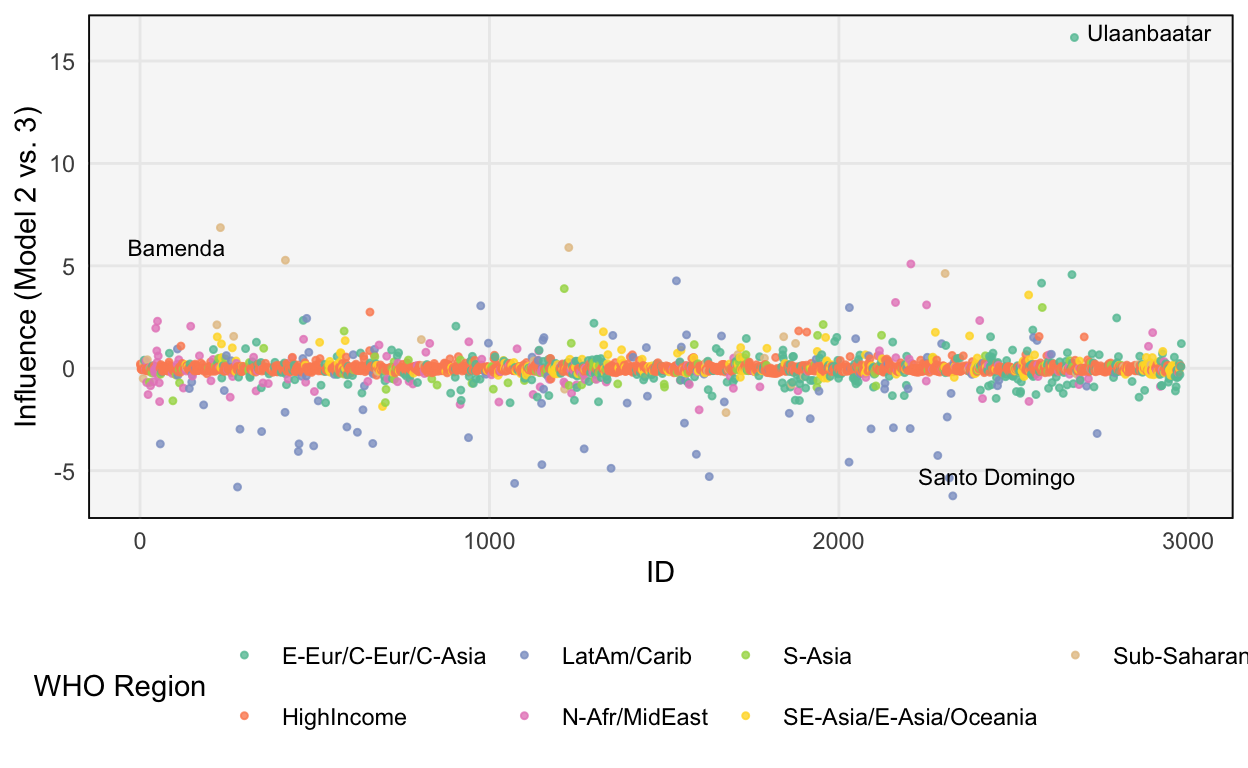 Ulaanbaatar
Bamenda
Santo Domingo
Influence (Model 2 vs. 3)
15
10
5
0
-5
0 1000 2000 3000
ID
WHO Region
E-Eur/C-Eur/C-Asia LatAm/Carib S-Asia Sub-Saharan
HighIncome N-Afr/MidEast SE-Asia/E-Asia/Oceania